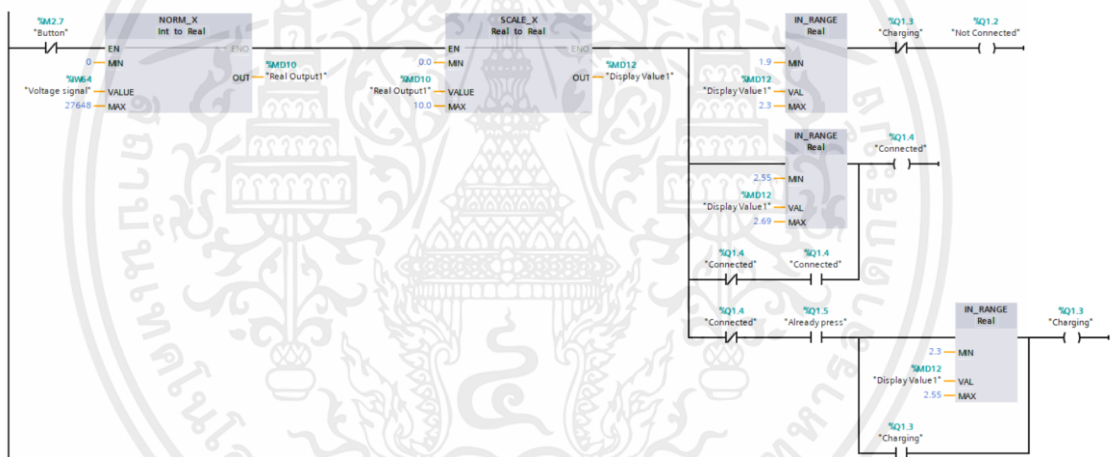 %M2.7
"Button"
NORM_X
Int to Real
EN
ENO
0
MIN
%IW64
"Voltage signal"
VALUE
27648
MAX
OUT
%MD10
"Real Output1"
SCALE_X
Real to Real
EN
ENO
0.0
MIN
%MD10
"Real Output1"
VALUE
10.0
MAX
OUT
%MD12
"Display Value1"
IN_RANGE
Real
1.9
MIN
%MD12
"Display Value1"
VAL
2.3
MAX
%Q1.3
"Charging"
%Q1.2
"Not Connected"
IN_RANGE
Real
2.55
MIN
%MD12
"Display Value1"
VAL
2.69
MAX
%Q1.4
"Connected"
%Q1.4
"Connected"
%Q1.4
"Connected"
%Q1.4
"Connected"
%Q1.5
"Already press"
IN_RANGE
Real
2.3
MIN
%MD12
"Display Value1"
VAL
2.55
MAX
%Q1.3
"Charging"
%Q1.3
"Charging"